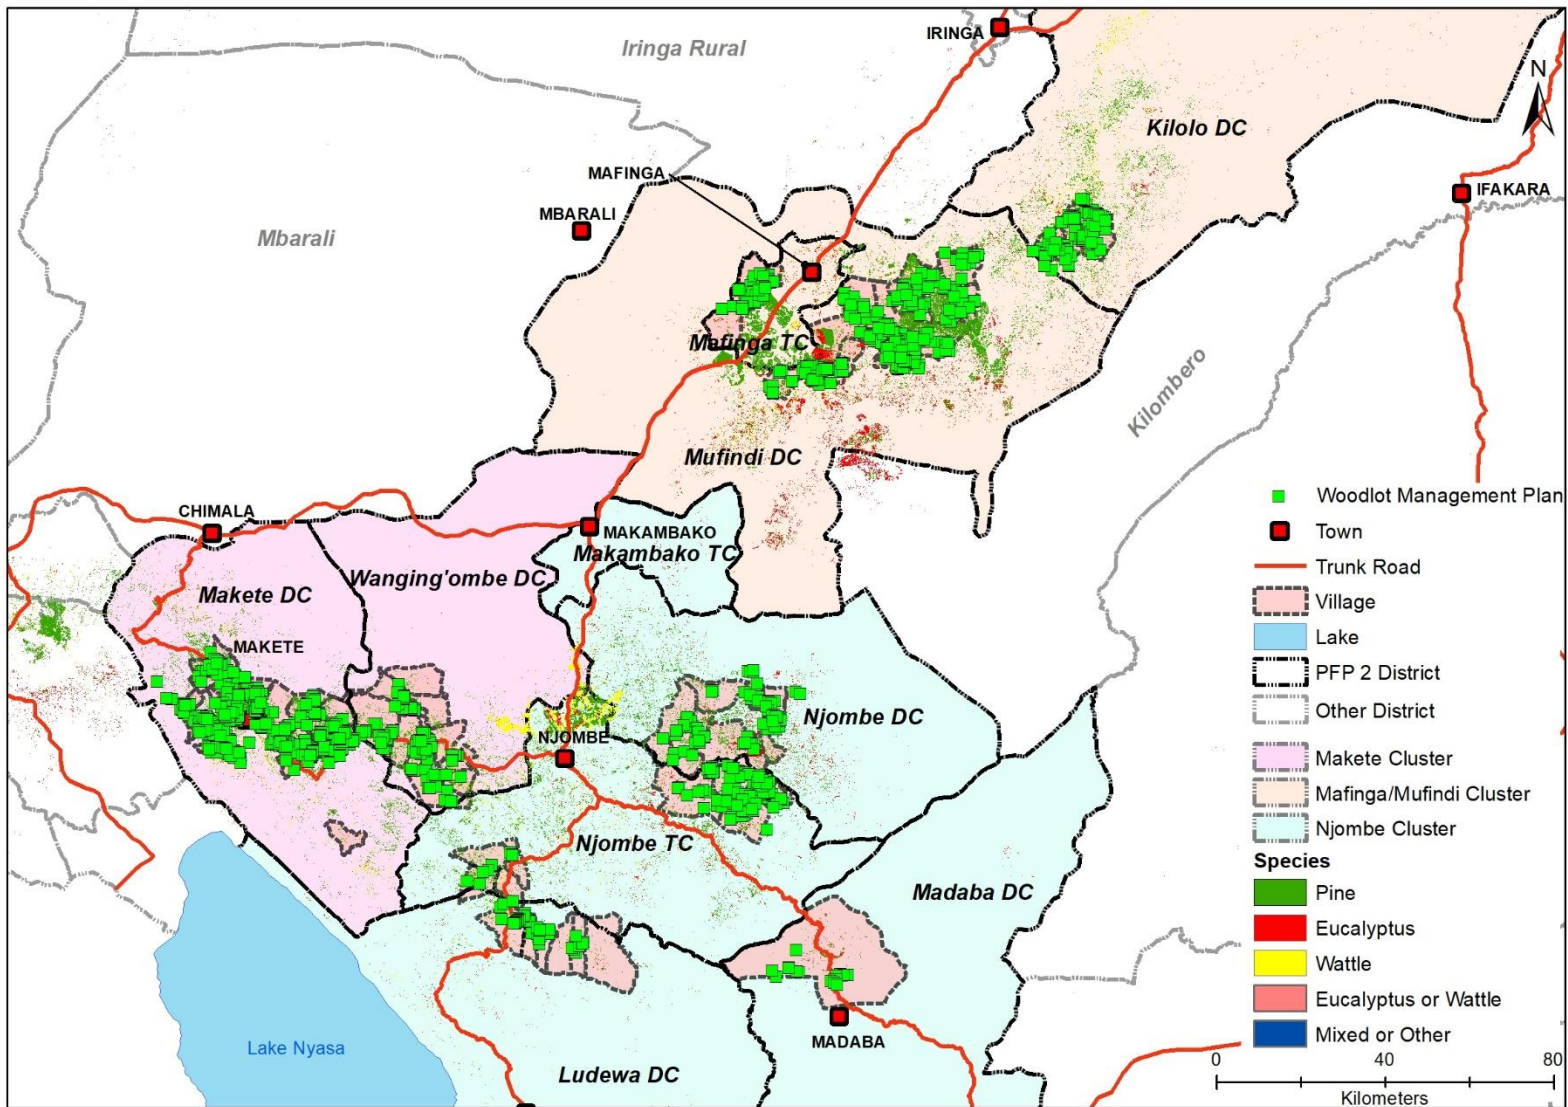 IRINGA
Iringa Rural
N
Kilolo DC
MAFINGA
IFAKARA
MBARALI
Mbarali
Mafinga TC
Kilombero
Mufindi DC
CHIMALA
MAKAMBAKO
Makambako TC
Wanging'ombe DC
Makete DC
MAKETE
Njombe DC
NJOMBE
Njombe TC
Madaba DC
MADABA
Lake Nyasa
Ludewa DC
Woodlot Management Plan
Town
Trunk Road
Village
Lake
PFP 2 District
Other District
Makete Cluster
Mafinga/Mufindi Cluster
Njombe Cluster
Species
Pine
Eucalyptus
Wattle
Eucalyptus or Wattle
Mixed or Other
0 40 80
Kilometers